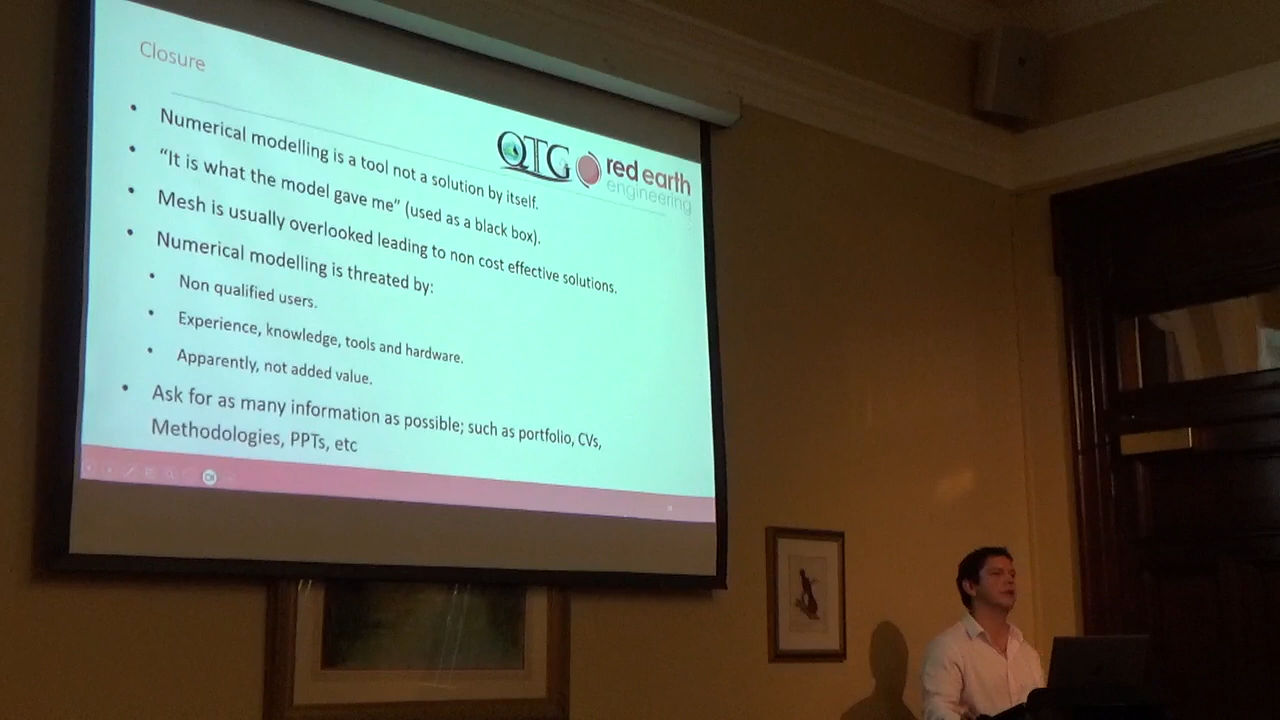 Closure
QTG
red earth
engineering
• Numerical modelling is a tool not a solution by itself.
• “It is what the model gave me” (used as a black box).
• Mesh is usually overlooked leading to non cost effective solutions.
• Numerical modelling is threated by:
• Non qualified users.
• Experience, knowledge, tools and hardware.
• Apparently, not added value.
• Ask for as many information as possible; such as portfolio, CVs,
Methodologies, PPTs, etc